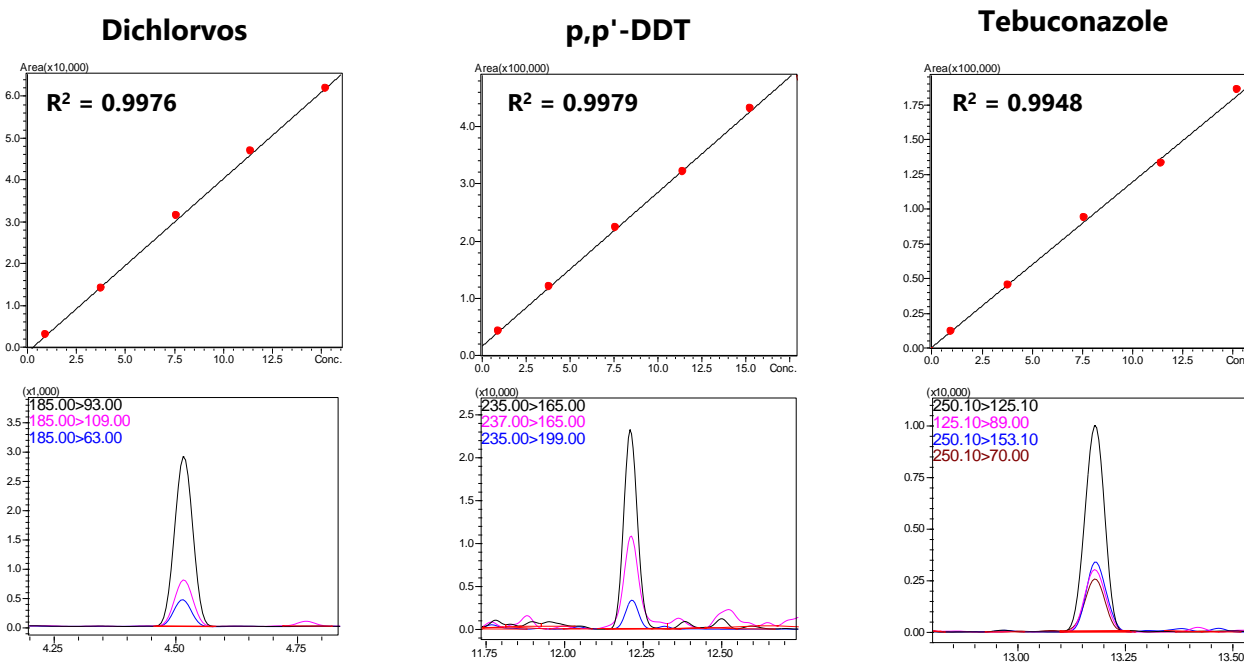 Dichlorvos
Area(x10,000)
R² = 0.9976
6.0
5.0
4.0
3.0
2.0
1.0
0.0
0.0 2.5 5.0 7.5 10.0 12.5 Conc.
(x1,000)
185.00>93.00
185.00>109.00
185.00>63.00
3.5
3.0
2.5
2.0
1.5
1.0
0.5
0.0
4.25 4.50 4.75
p,p'-DDT
Area(x100,000)
R² = 0.9979
4.0
3.0
2.0
1.0
0.0
0.0 2.5 5.0 7.5 10.0 12.5 15.0 Conc.
(x10,000)
235.00>165.00
237.00>165.00
235.00>199.00
2.5
2.0
1.5
1.0
0.5
0.0
11.75 12.00 12.25 12.50
Tebuconazole
Area(x100,000)
R² = 0.9948
1.75
1.50
1.25
1.00
0.75
0.50
0.25
0.00
0.0 2.5 5.0 7.5 10.0 12.5 Con
(x10,000)
250.10>125.10
125.10>89.00
250.10>153.10
250.10>70.00
1.00
0.75
0.50
0.25
0.00
13.00 13.25 13.50